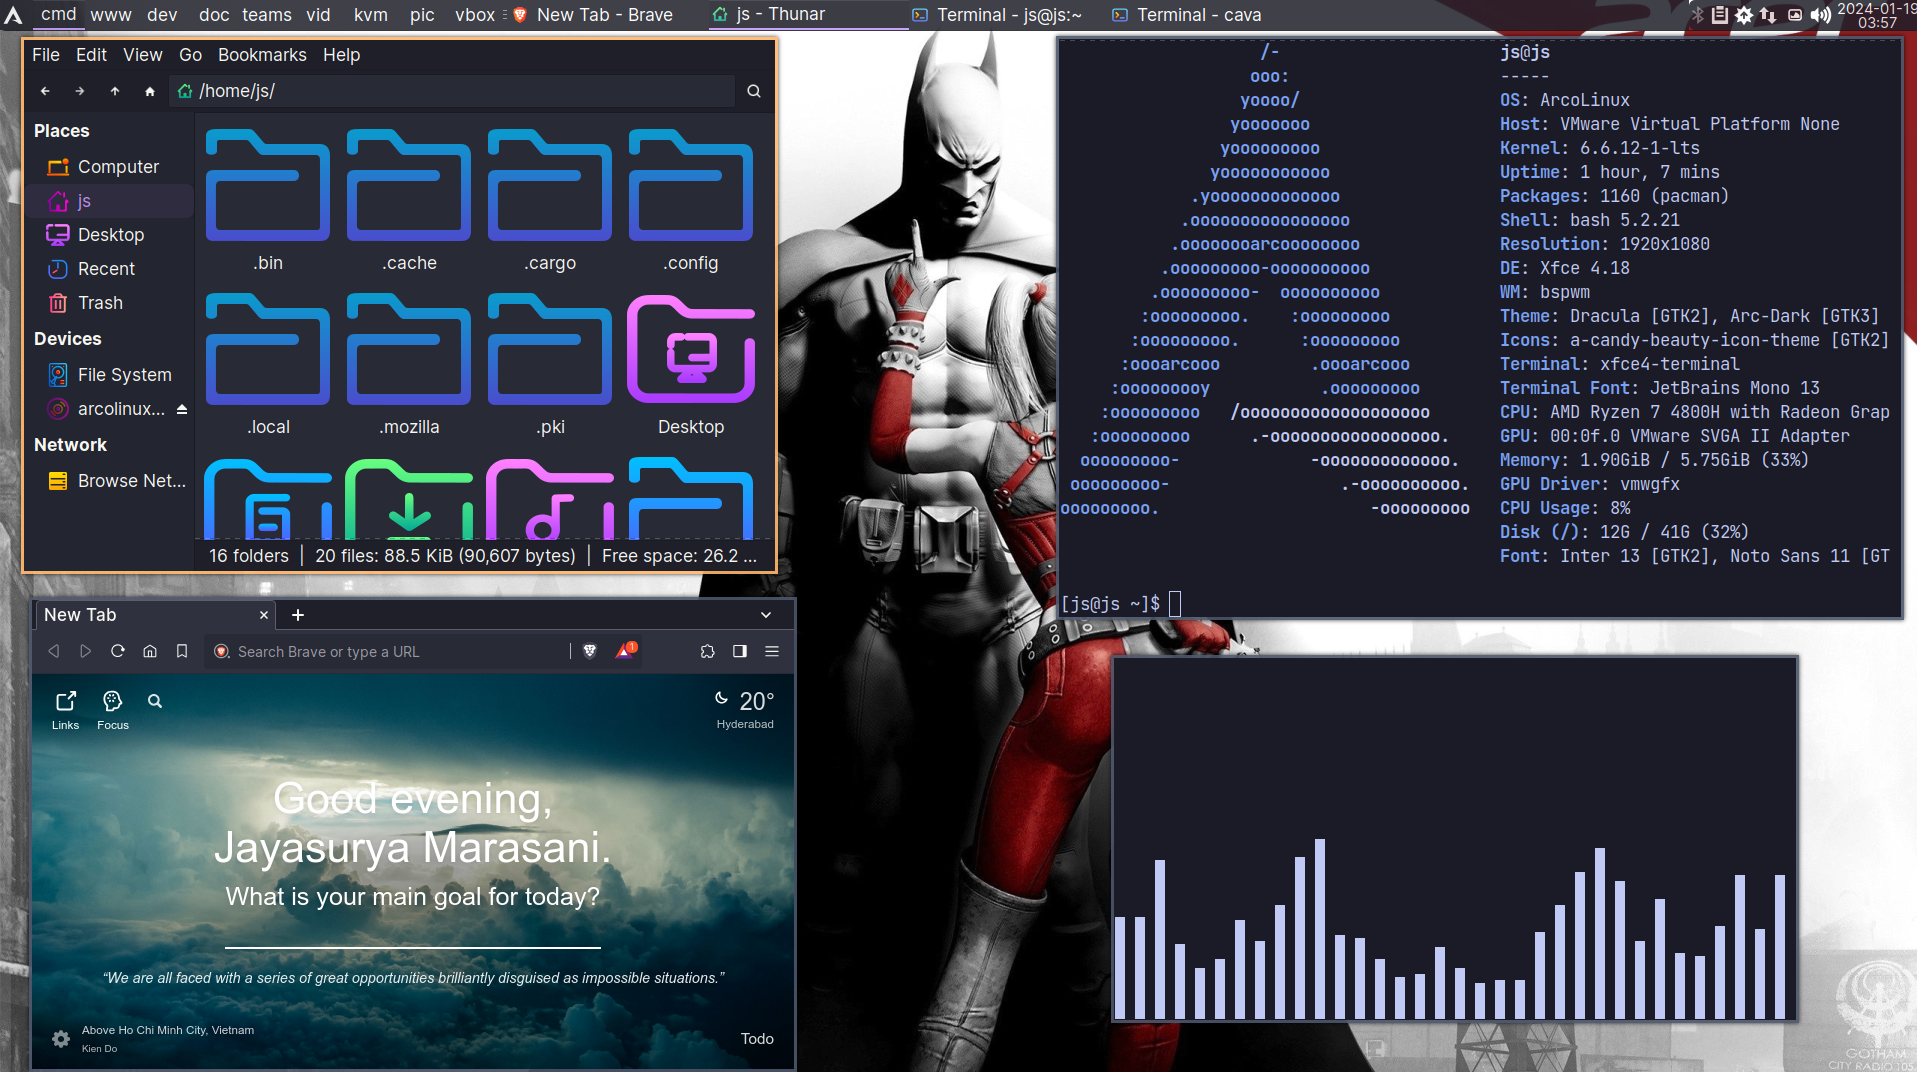 cmd www dev doc teams vid kvm pic vbox New Tab - Brave js - Thunar Terminal - js@js:~ Terminal - cava 2024-01-19
03:57
File Edit View Go Bookmarks Help
/home/js/
Places
Computer
js
Desktop
Recent
Trash
Devices
File System
arcolinux...
Network
Browse Net...
.bin .cache .cargo .config
.local .mozilla .pki Desktop
16 folders | 20 files: 88.5 KiB (90,607 bytes) | Free space: 26.2 ...
/-
ooo:
yoooo/
yooooooo
yooooooooo
yooooooooooo
.yooooooooooooo
.oooooooooooooooo
.oooooooarcooooooooo
.ooooooooo-oooooooooo
.ooooooooo- oooooooooo
:ooooooooo. :ooooooooo
:ooooooooo. :ooooooooo
:oooarcooo .oooarcooo
:ooooooooy .ooooooooo
:ooooooooo /ooooooooooooooooooo
:ooooooooo .-ooooooooooooooooo.
ooooooooo- -ooooooooooooo.
ooooooooo- .-oooooooooo.
ooooooooo. -ooooooooo
js@js
-----
OS: ArcoLinux
Host: VMware Virtual Platform None
Kernel: 6.6.12-1-lts
Uptime: 1 hour, 7 mins
Packages: 1160 (pacman)
Shell: bash 5.2.21
Resolution: 1920x1080
DE: Xfce 4.18
WM: bspwm
Theme: Dracula [GTK2], Arc-Dark [GTK3]
Icons: a-candy-beauty-icon-theme [GTK2]
Terminal: xfce4-terminal
Terminal Font: JetBrains Mono 13
CPU: AMD Ryzen 7 4800H with Radeon Grap
GPU: 00:0f.0 VMware SVGA II Adapter
Memory: 1.90GiB / 5.75GiB (33%)
GPU Driver: vmwgfx
CPU Usage: 8%
Disk (/): 12G / 41G (32%)
Font: Inter 13 [GTK2], Noto Sans 11 [GT
[js@js ~]$
New Tab
Search Brave or type a URL
1
Links Focus
20°
Hyderabad
Good evening,
Jayasurya Marasani.
What is your main goal for today?
“We are all faced with a series of great opportunities brilliantly disguised as impossible situations.”
Above Ho Chi Minh City, Vietnam
Kien Do
Todo
GOTHAM
CITY RADIO 105